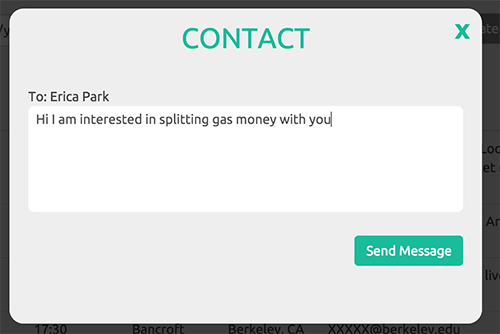 CONTACT
X
To: Erica Park
Hi I am interested in splitting gas money with you
Send Message
17:30 Bancroft Berkeley, CA XXXXX@berkeley.edu